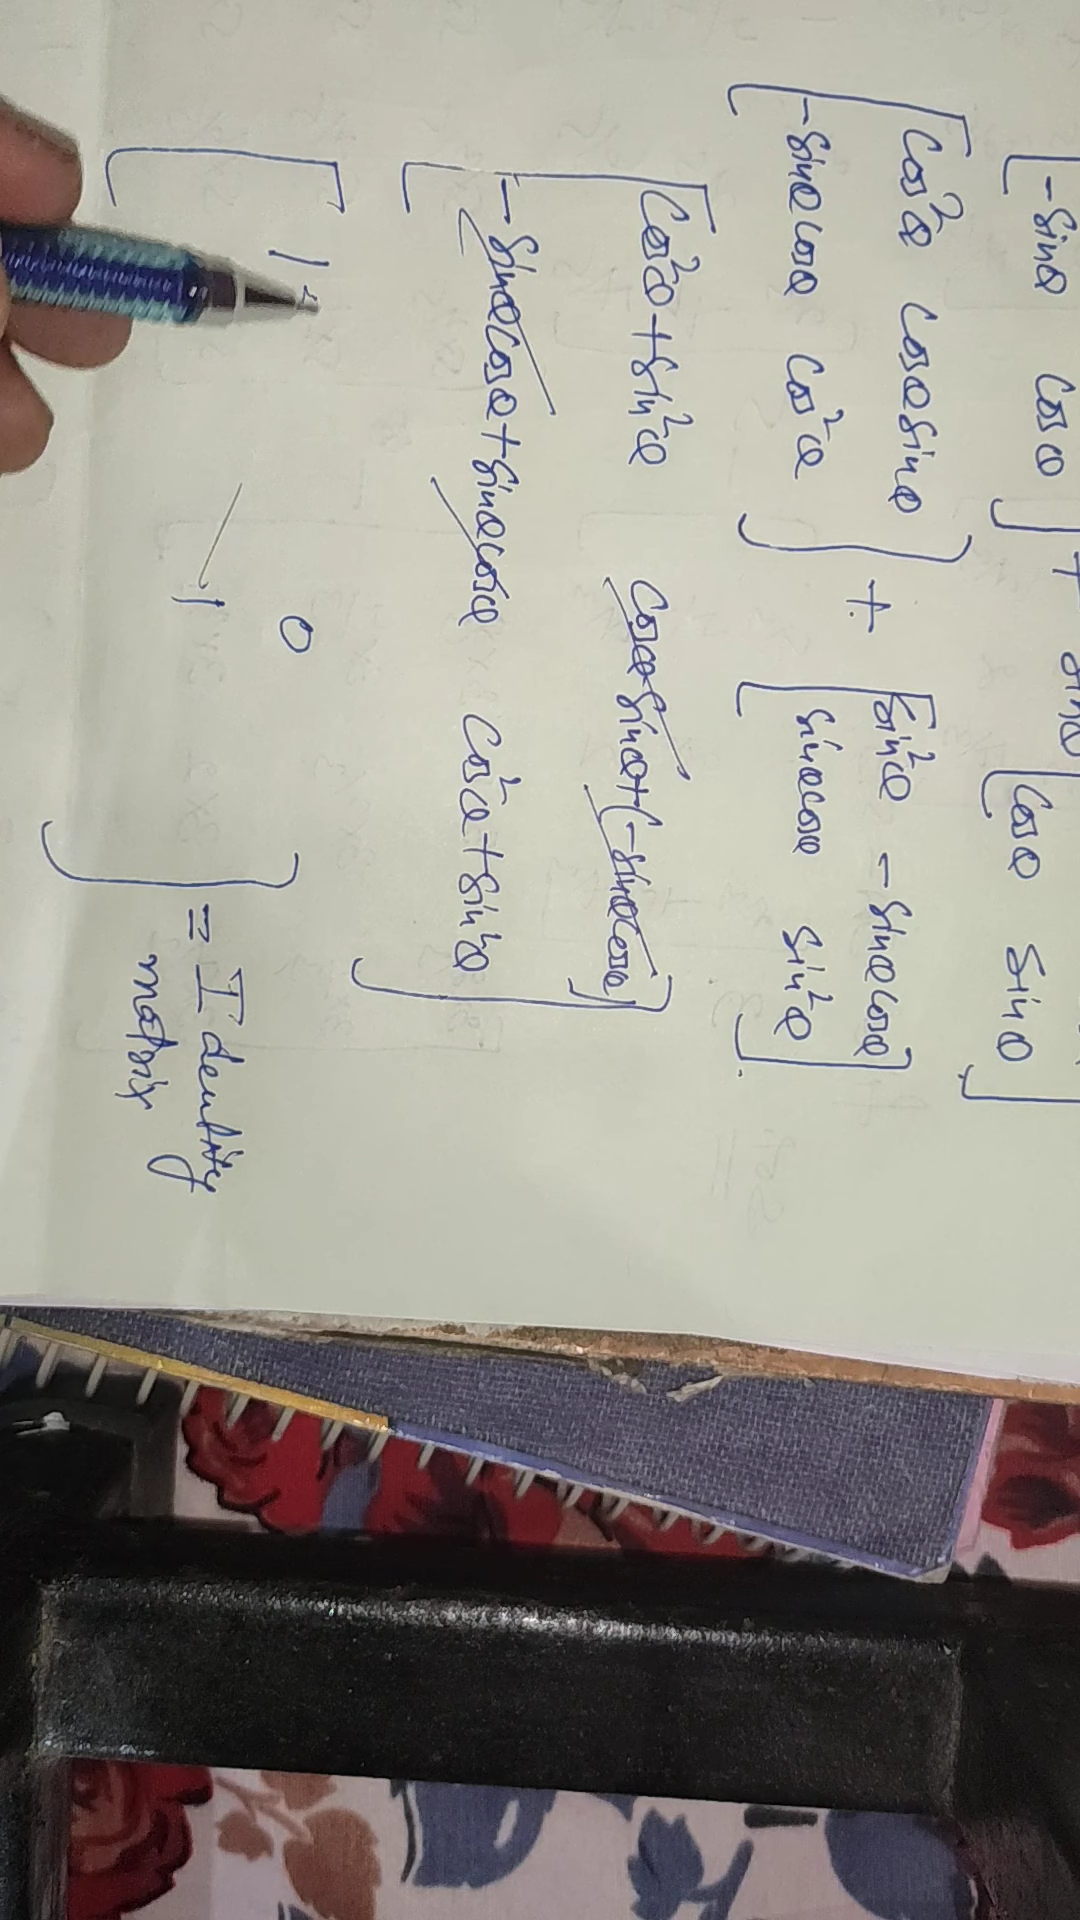 [-sinθ cosθ] + sinθ [cosθ sinθ]
[cos²θ cosθsinθ
-sinθcosθ cos²θ] + [sin²θ -sinθcosθ
sinθcosθ sin²θ]
[cos²θ+sin²θ cosθsinθ+(-sinθcosθ)
-sinθcosθ+sinθcosθ cos²θ+sin²θ]
[1 0
1] = Identity
matrix